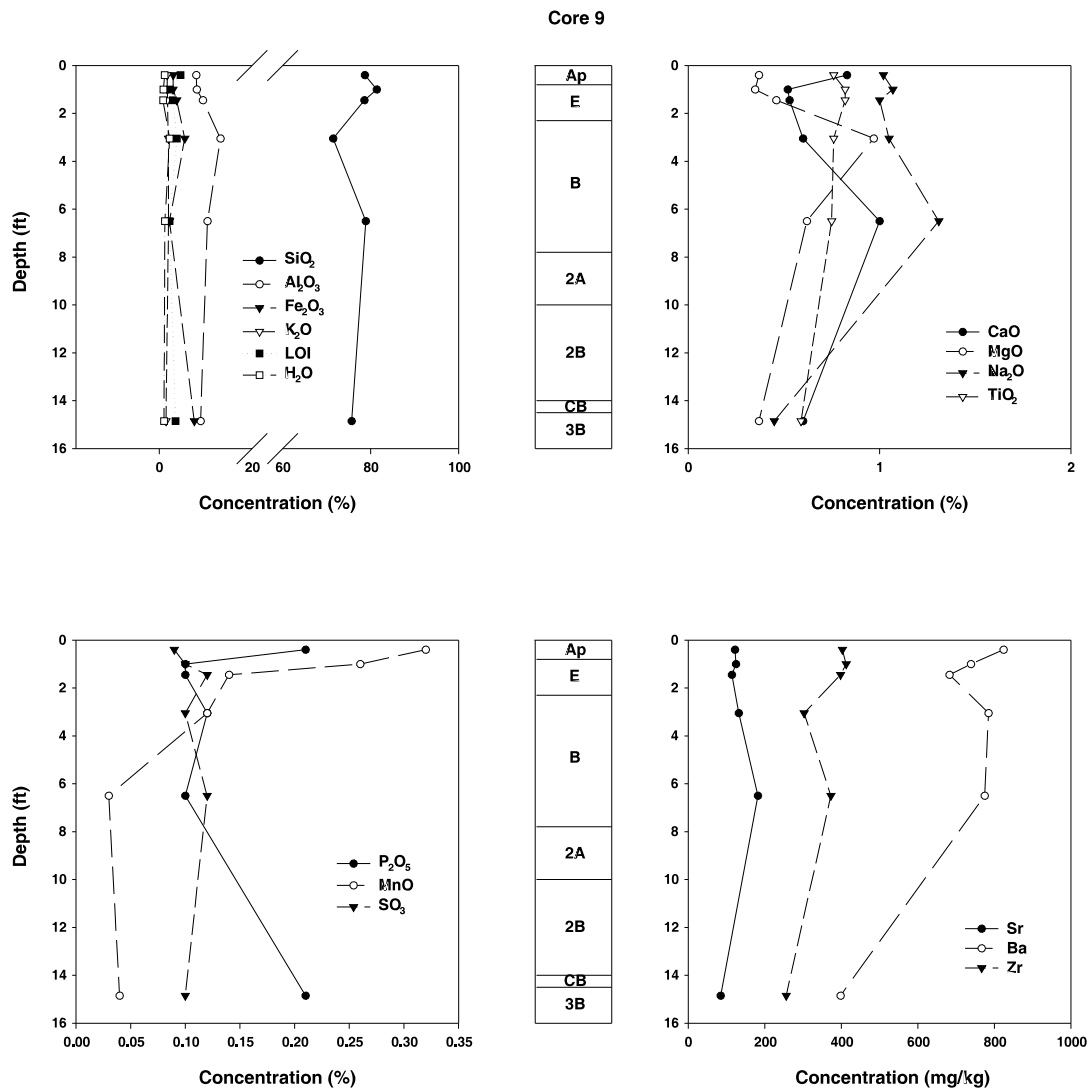 Core 9
0
2
4
6
8
10
12
14
16
Depth (ft)
SiO₂
Al₂O₃
Fe₂O₃
K₂O
LOI
H₂O
0
20
60
80
100
Concentration (%)
Ap
E
B
2A
2B
CB
3B
0
2
4
6
8
10
12
14
16
CaO
MgO
Na₂O
TiO₂
0
1
2
Concentration (%)
0
2
4
6
8
10
12
14
16
Depth (ft)
P₂O₅
MnO
SO₃
0.00
0.05
0.10
0.15
0.20
0.25
0.30
0.35
Concentration (%)
Ap
E
B
2A
2B
CB
3B
0
2
4
6
8
10
12
14
16
Sr
Ba
Zr
0
200
400
600
800
1000
Concentration (mg/kg)